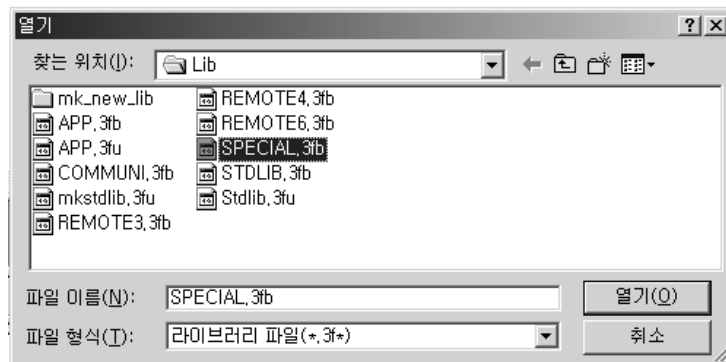 열기
찾는 위치(I): Lib
mk_new_lib
APP.3fb
APP.3fu
COMMUNI.3fb
mkstdlib.3fu
REMOTE3.3fb
REMOTE4.3fb
REMOTE6.3fb
SPECIAL.3fb
STDLIB.3fb
Stdlib.3fu
파일 이름(N): SPECIAL.3fb 열기(O)
파일 형식(T): 라이브러리 파일(*.3f*) 취소